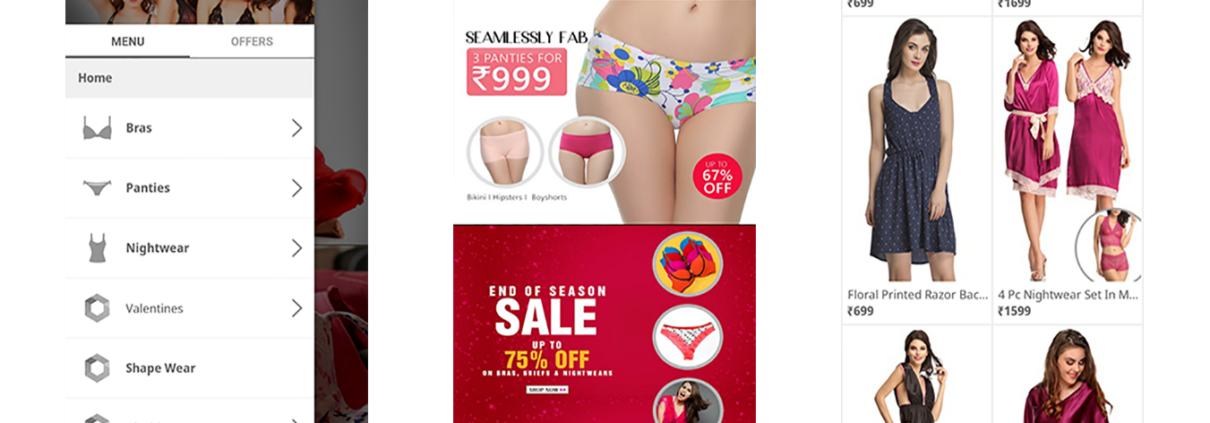 MENU
OFFERS
Home
Bras
Panties
Nightwear
Valentines
Shape Wear
SEAMLESSLY FAB
3 PANTIES FOR
₹999
UP TO
67%
OFF
Bikini I Hipsters I Boyshorts
END OF SEASON
SALE
UP TO
75% OFF
ON BRAS, BRIEFS & NIGHTWEARS
SHOP NOW
₹699
₹1699
Floral Printed Razor Bac...
₹699
4 Pc Nightwear Set In M...
₹1599